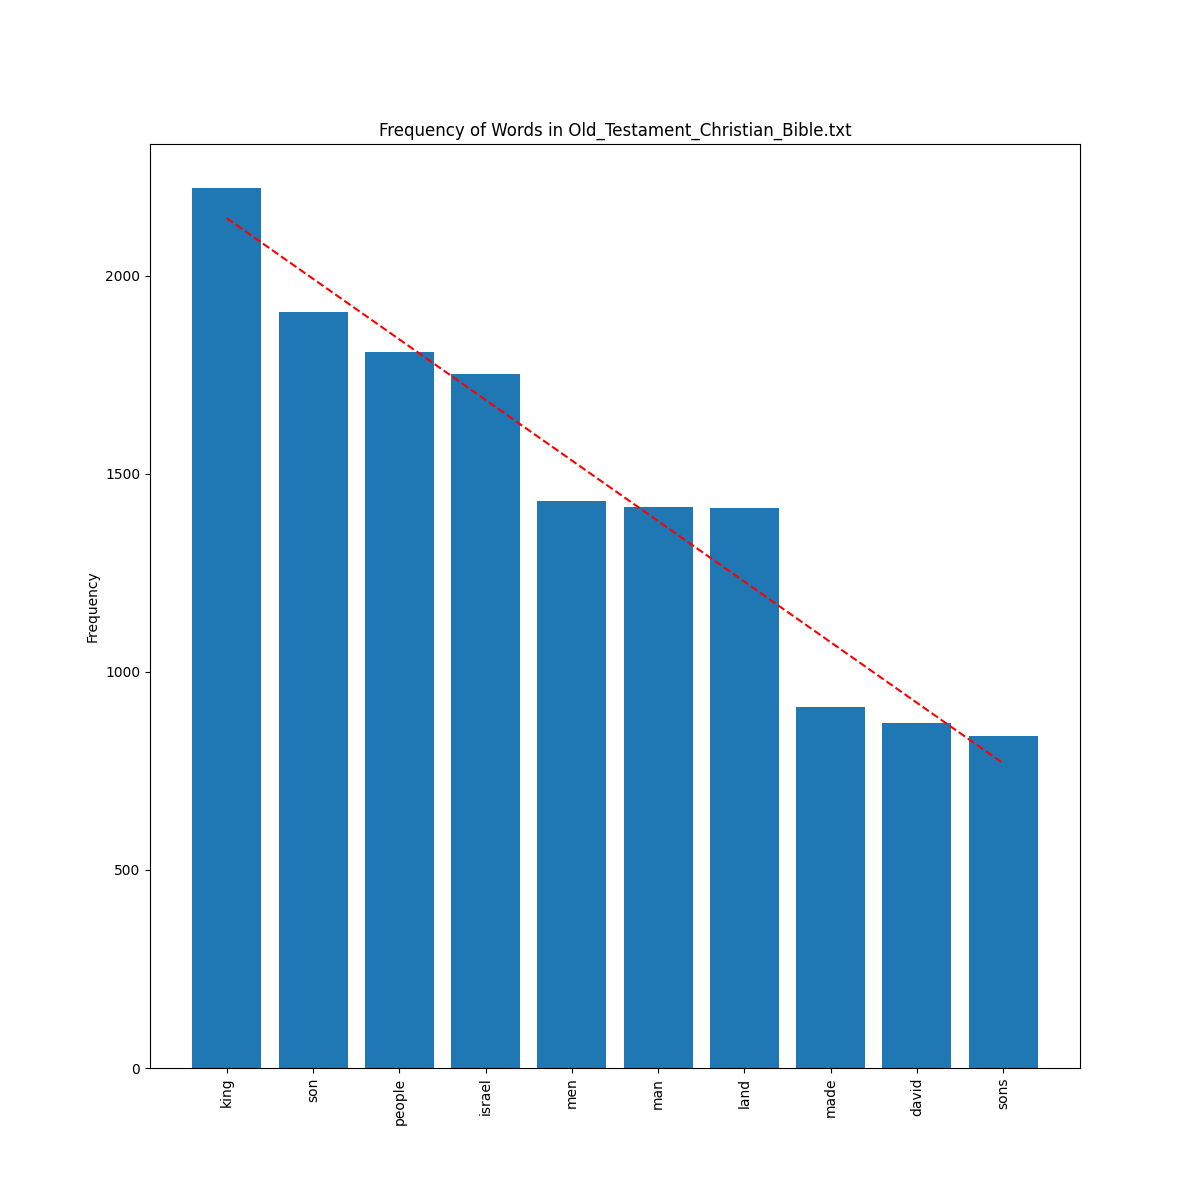 Frequency of Words in Old_Testament_Christian_Bible.txt
Frequency
2000
1500
1000
500
0
king
son
people
israel
men
man
land
made
david
sons